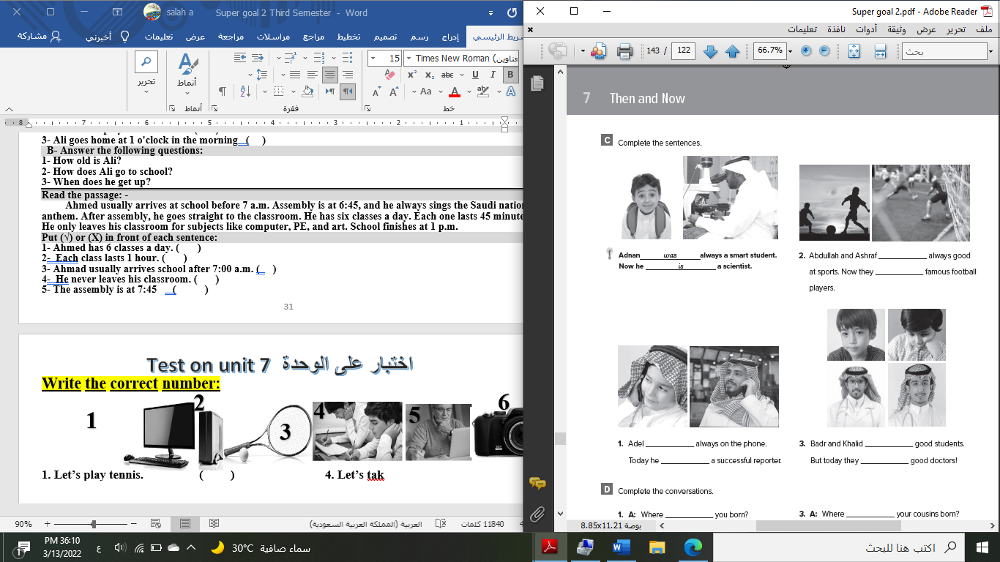 salah a
Super goal 2 Third Semester - Word
إدراج
رسم
تصميم
تخطيط
مراجع
مراسلات
مراجعة
عرض
تعليمات
أخبرني
مشاركة
15
Times New Roman
أنماط
تحرير
خط
فقرة
أنماط
8 7 6 5 4 3 2 1
3- Ali goes home at 1 o'clock in the morning ( )
B- Answer the following questions:
1- How old is Ali?
2- How does Ali go to school?
3- When does he get up?
Read the passage: -
Ahmed usually arrives at school before 7 a.m. Assembly is at 6:45, and he always sings the Saudi nation
anthem. After assembly, he goes straight to the classroom. He has six classes a day. Each one lasts 45 minute
He only leaves his classroom for subjects like computer, PE, and art. School finishes at 1 p.m.
Put (√) or (X) in front of each sentence:
1- Ahmed has 6 classes a day. ( )
2- Each class lasts 1 hour. ( )
3- Ahmad usually arrives school after 7:00 a.m. ( )
4- He never leaves his classroom. ( )
5- The assembly is at 7:45 ( )
31
Test on unit 7 اختبار على الوحدة
Write the correct number:
1
2
3
4
5
6
1. Let's play tennis. ( ) 4. Let's tak
90%
العربية (المملكة العربية السعودية)
11840 كلمات
Super goal 2.pdf - Adobe Reader
ملف تحرير عرض وثيقة أدوات نافذة تعليمات
143 / 122
66.7%
بحث
7 Then and Now
C Complete the sentences.
! Adnan was always a smart student.
Now he is a scientist.
2. Abdullah and Ashraf ____________ always good
at sports. Now they ____________ famous football
players.
1. Adel ____________ always on the phone.
Today he ____________ a successful reporter.
3. Badr and Khalid ____________ good students.
But today they ____________ good doctors!
D Complete the conversations.
1. A: Where ____________ you born?
3. A: Where ____________ your cousins born?
8.85x11.21 بوصة
PM 36:10
3/13/2022
1
ع
30°C سماء صافية
اكتب هنا للبحث